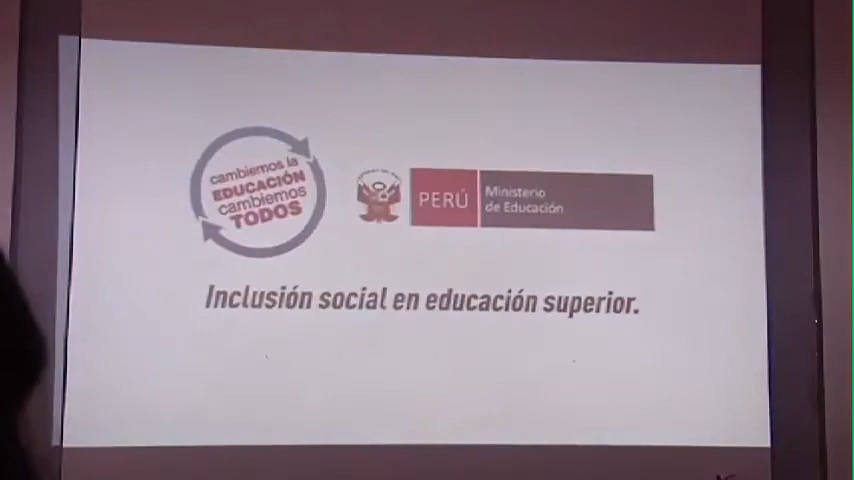 cambiemos la
EDUCACIÓN
cambiemos
TODOS
PERÚ
Ministerio
de Educación
Inclusión social en educación superior.